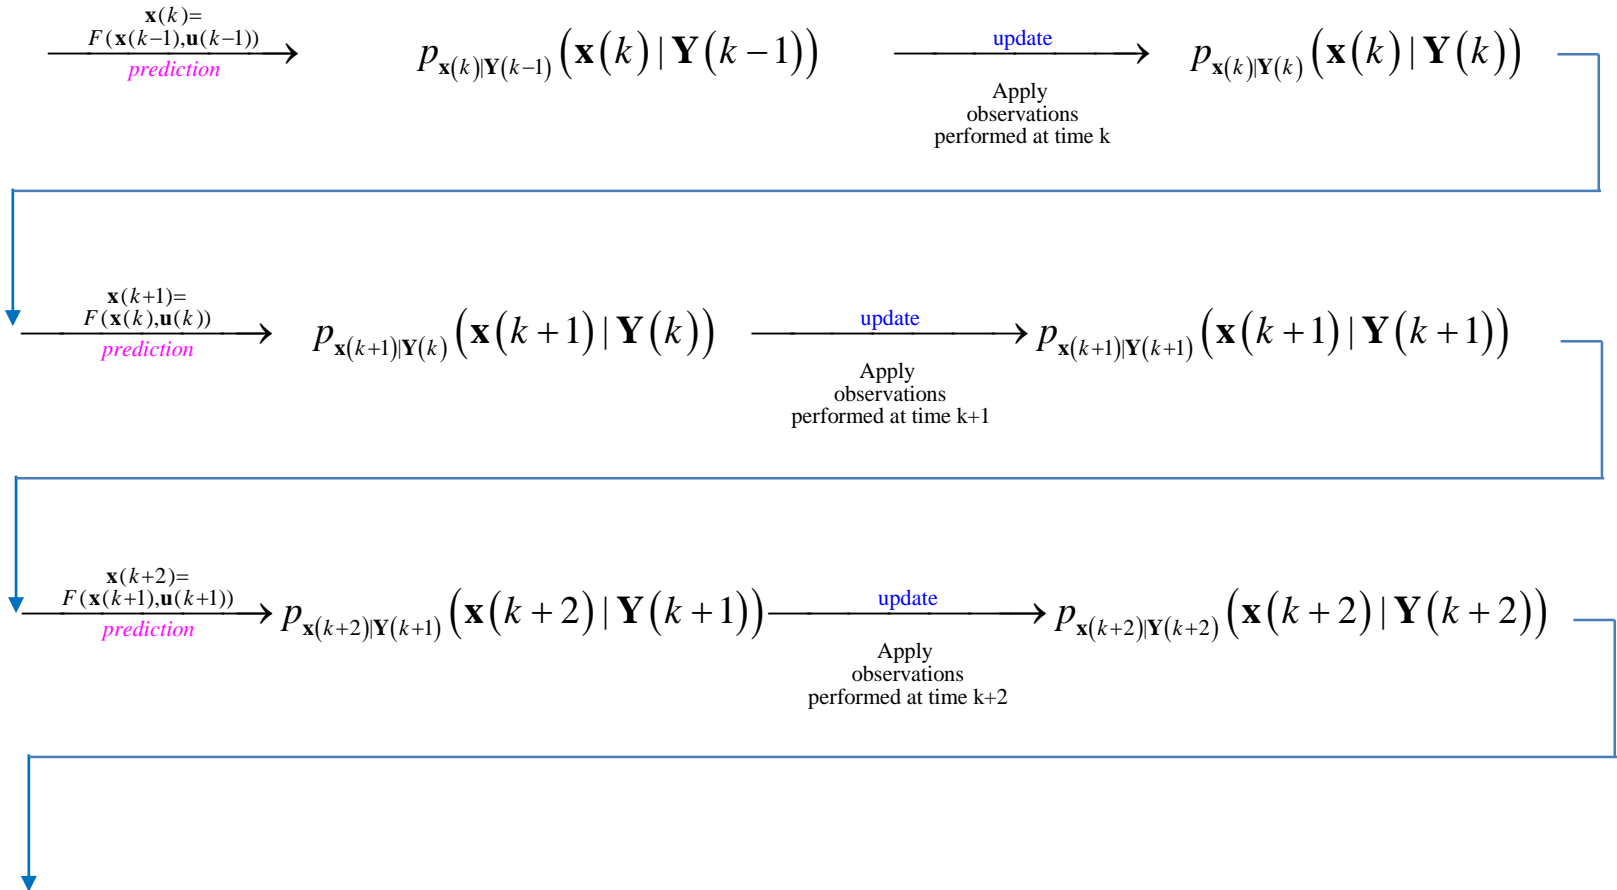 x(k)=
F(x(k−1),u(k−1))
prediction
p_{x(k)|Y(k−1)}(x(k) | Y(k−1))
update
Apply
observations
performed at time k
p_{x(k)|Y(k)}(x(k) | Y(k))
x(k+1)=
F(x(k),u(k))
prediction
p_{x(k+1)|Y(k)}(x(k+1) | Y(k))
update
Apply
observations
performed at time k+1
p_{x(k+1)|Y(k+1)}(x(k+1) | Y(k+1))
x(k+2)=
F(x(k+1),u(k+1))
prediction
p_{x(k+2)|Y(k+1)}(x(k+2) | Y(k+1))
update
Apply
observations
performed at time k+2
p_{x(k+2)|Y(k+2)}(x(k+2) | Y(k+2))